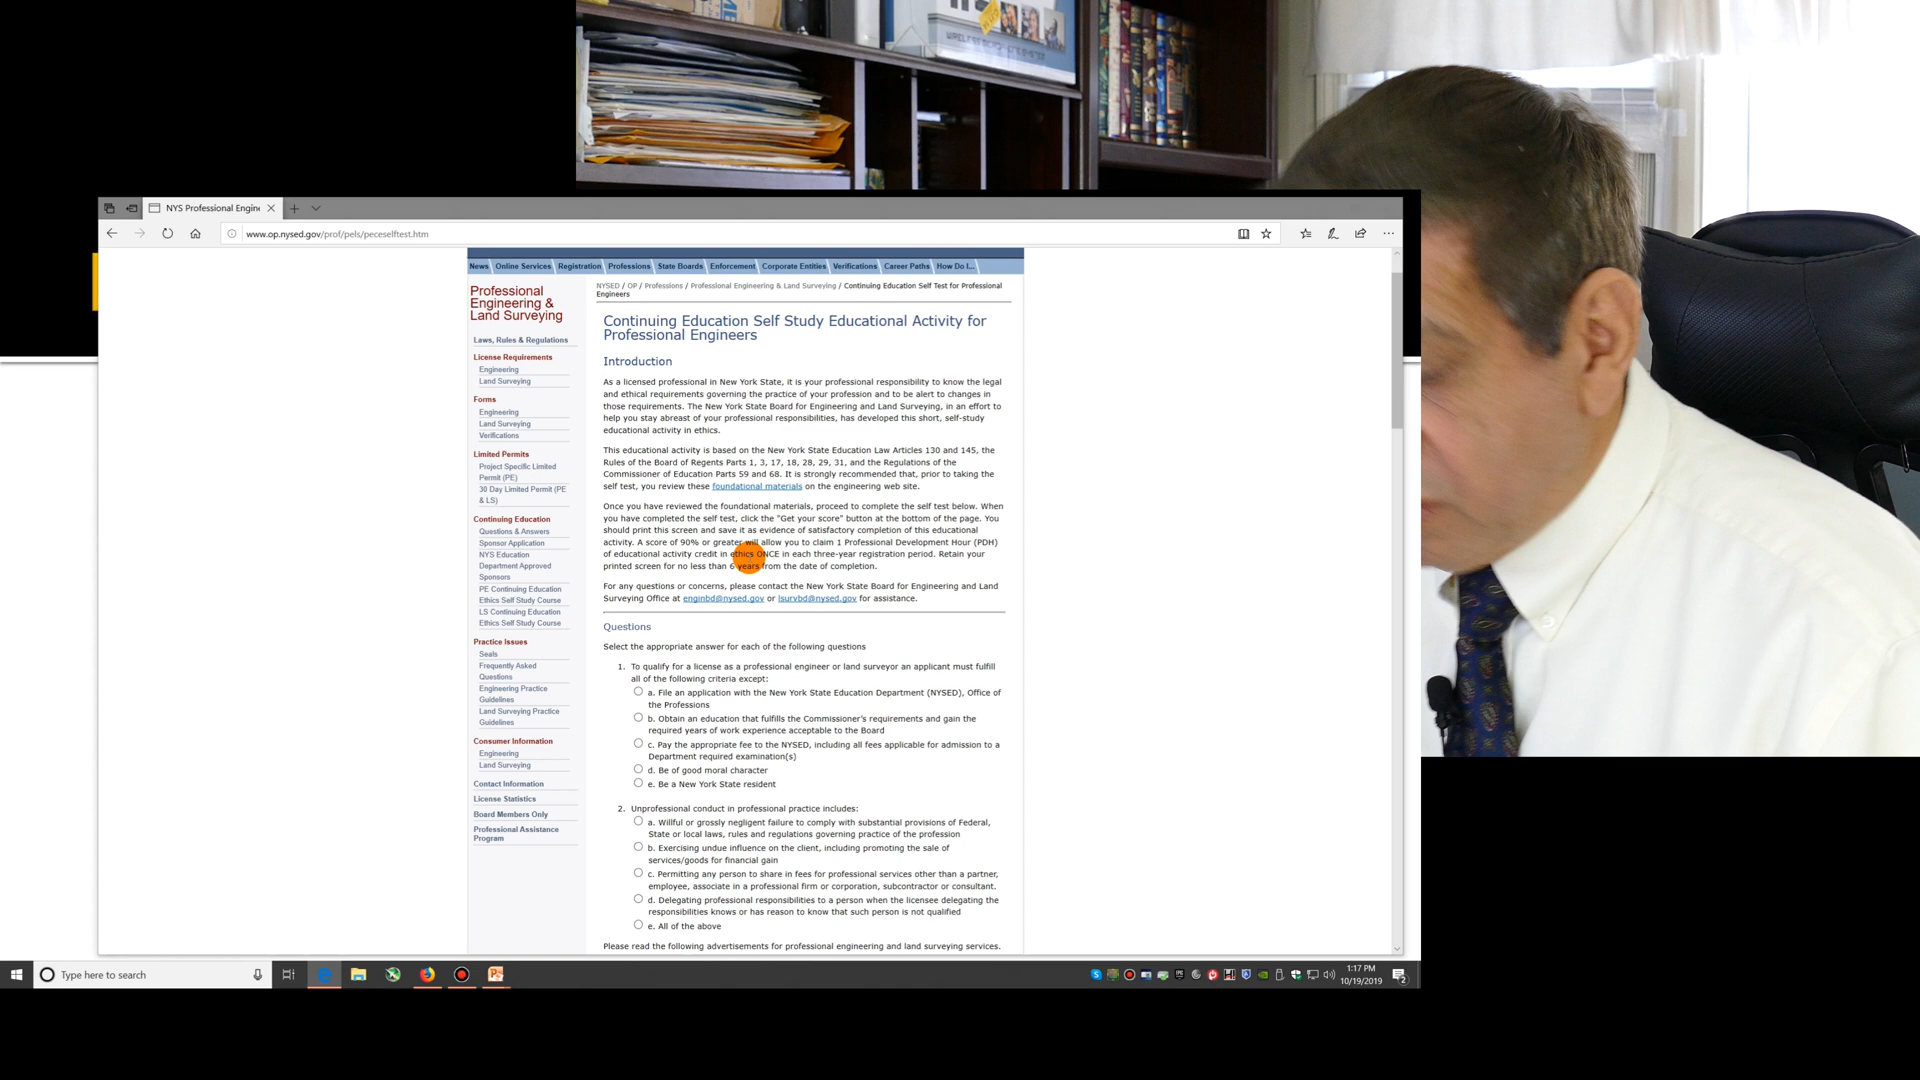 WIRELESS
NYS Professional Engine
www.op.nysed.gov/prof/pels/peceselftest.htm
News Online Services Registration Professions State Boards Enforcement Corporate Entities Verifications Career Paths How Do I...
Professional
Engineering &
Land Surveying
Laws, Rules & Regulations
License Requirements
Engineering
Land Surveying
Forms
Engineering
Land Surveying
Verifications
Limited Permits
Project Specific Limited
Permit (PE)
30 Day Limited Permit (PE
& LS)
Continuing Education
Questions & Answers
Sponsor Application
NYS Education
Department Approved
Sponsors
PE Continuing Education
Ethics Self Study Course
LS Continuing Education
Ethics Self Study Course
Practice Issues
Seals
Frequently Asked
Questions
Engineering Practice
Guidelines
Land Surveying Practice
Guidelines
Consumer Information
Engineering
Land Surveying
Contact Information
License Statistics
Board Members Only
Professional Assistance
Program
NYSED / OP / Professions / Professional Engineering & Land Surveying / Continuing Education Self Test for Professional
Engineers
Continuing Education Self Study Educational Activity for
Professional Engineers
Introduction
As a licensed professional in New York State, it is your professional responsibility to know the legal
and ethical requirements governing the practice of your profession and to be alert to changes in
those requirements. The New York State Board for Engineering and Land Surveying, in an effort to
help you stay abreast of your professional responsibilities, has developed this short, self-study
educational activity in ethics.
This educational activity is based on the New York State Education Law Articles 130 and 145, the
Rules of the Board of Regents Parts 1, 3, 17, 18, 28, 29, 31, and the Regulations of the
Commissioner of Education Parts 59 and 68. It is strongly recommended that, prior to taking the
self test, you review these foundational materials on the engineering web site.
Once you have reviewed the foundational materials, proceed to complete the self test below. When
you have completed the self test, click the "Get your score" button at the bottom of the page. You
should print this screen and save it as evidence of satisfactory completion of this educational
activity. A score of 90% or greater will allow you to claim 1 Professional Development Hour (PDH)
of educational activity credit in ethics ONCE in each three-year registration period. Retain your
printed screen for no less than 6 years from the date of completion.
For any questions or concerns, please contact the New York State Board for Engineering and Land
Surveying Office at enginbd@nysed.gov or lsurvbd@nysed.gov for assistance.
Questions
Select the appropriate answer for each of the following questions
1. To qualify for a license as a professional engineer or land surveyor an applicant must fulfill
all of the following criteria except:
a. File an application with the New York State Education Department (NYSED), Office of
the Professions
b. Obtain an education that fulfills the Commissioner's requirements and gain the
required years of work experience acceptable to the Board
c. Pay the appropriate fee to the NYSED, including all fees applicable for admission to a
Department required examination(s)
d. Be of good moral character
e. Be a New York State resident
2. Unprofessional conduct in professional practice includes:
a. Willful or grossly negligent failure to comply with substantial provisions of Federal,
State or local laws, rules and regulations governing practice of the profession
b. Exercising undue influence on the client, including promoting the sale of
services/goods for financial gain
c. Permitting any person to share in fees for professional services other than a partner,
employee, associate in a professional firm or corporation, subcontractor or consultant.
d. Delegating professional responsibilities to a person when the licensee delegating the
responsibilities knows or has reason to know that such person is not qualified
e. All of the above
Please read the following advertisements for professional engineering and land surveying services.
Type here to search
1:17 PM
10/19/2019
2